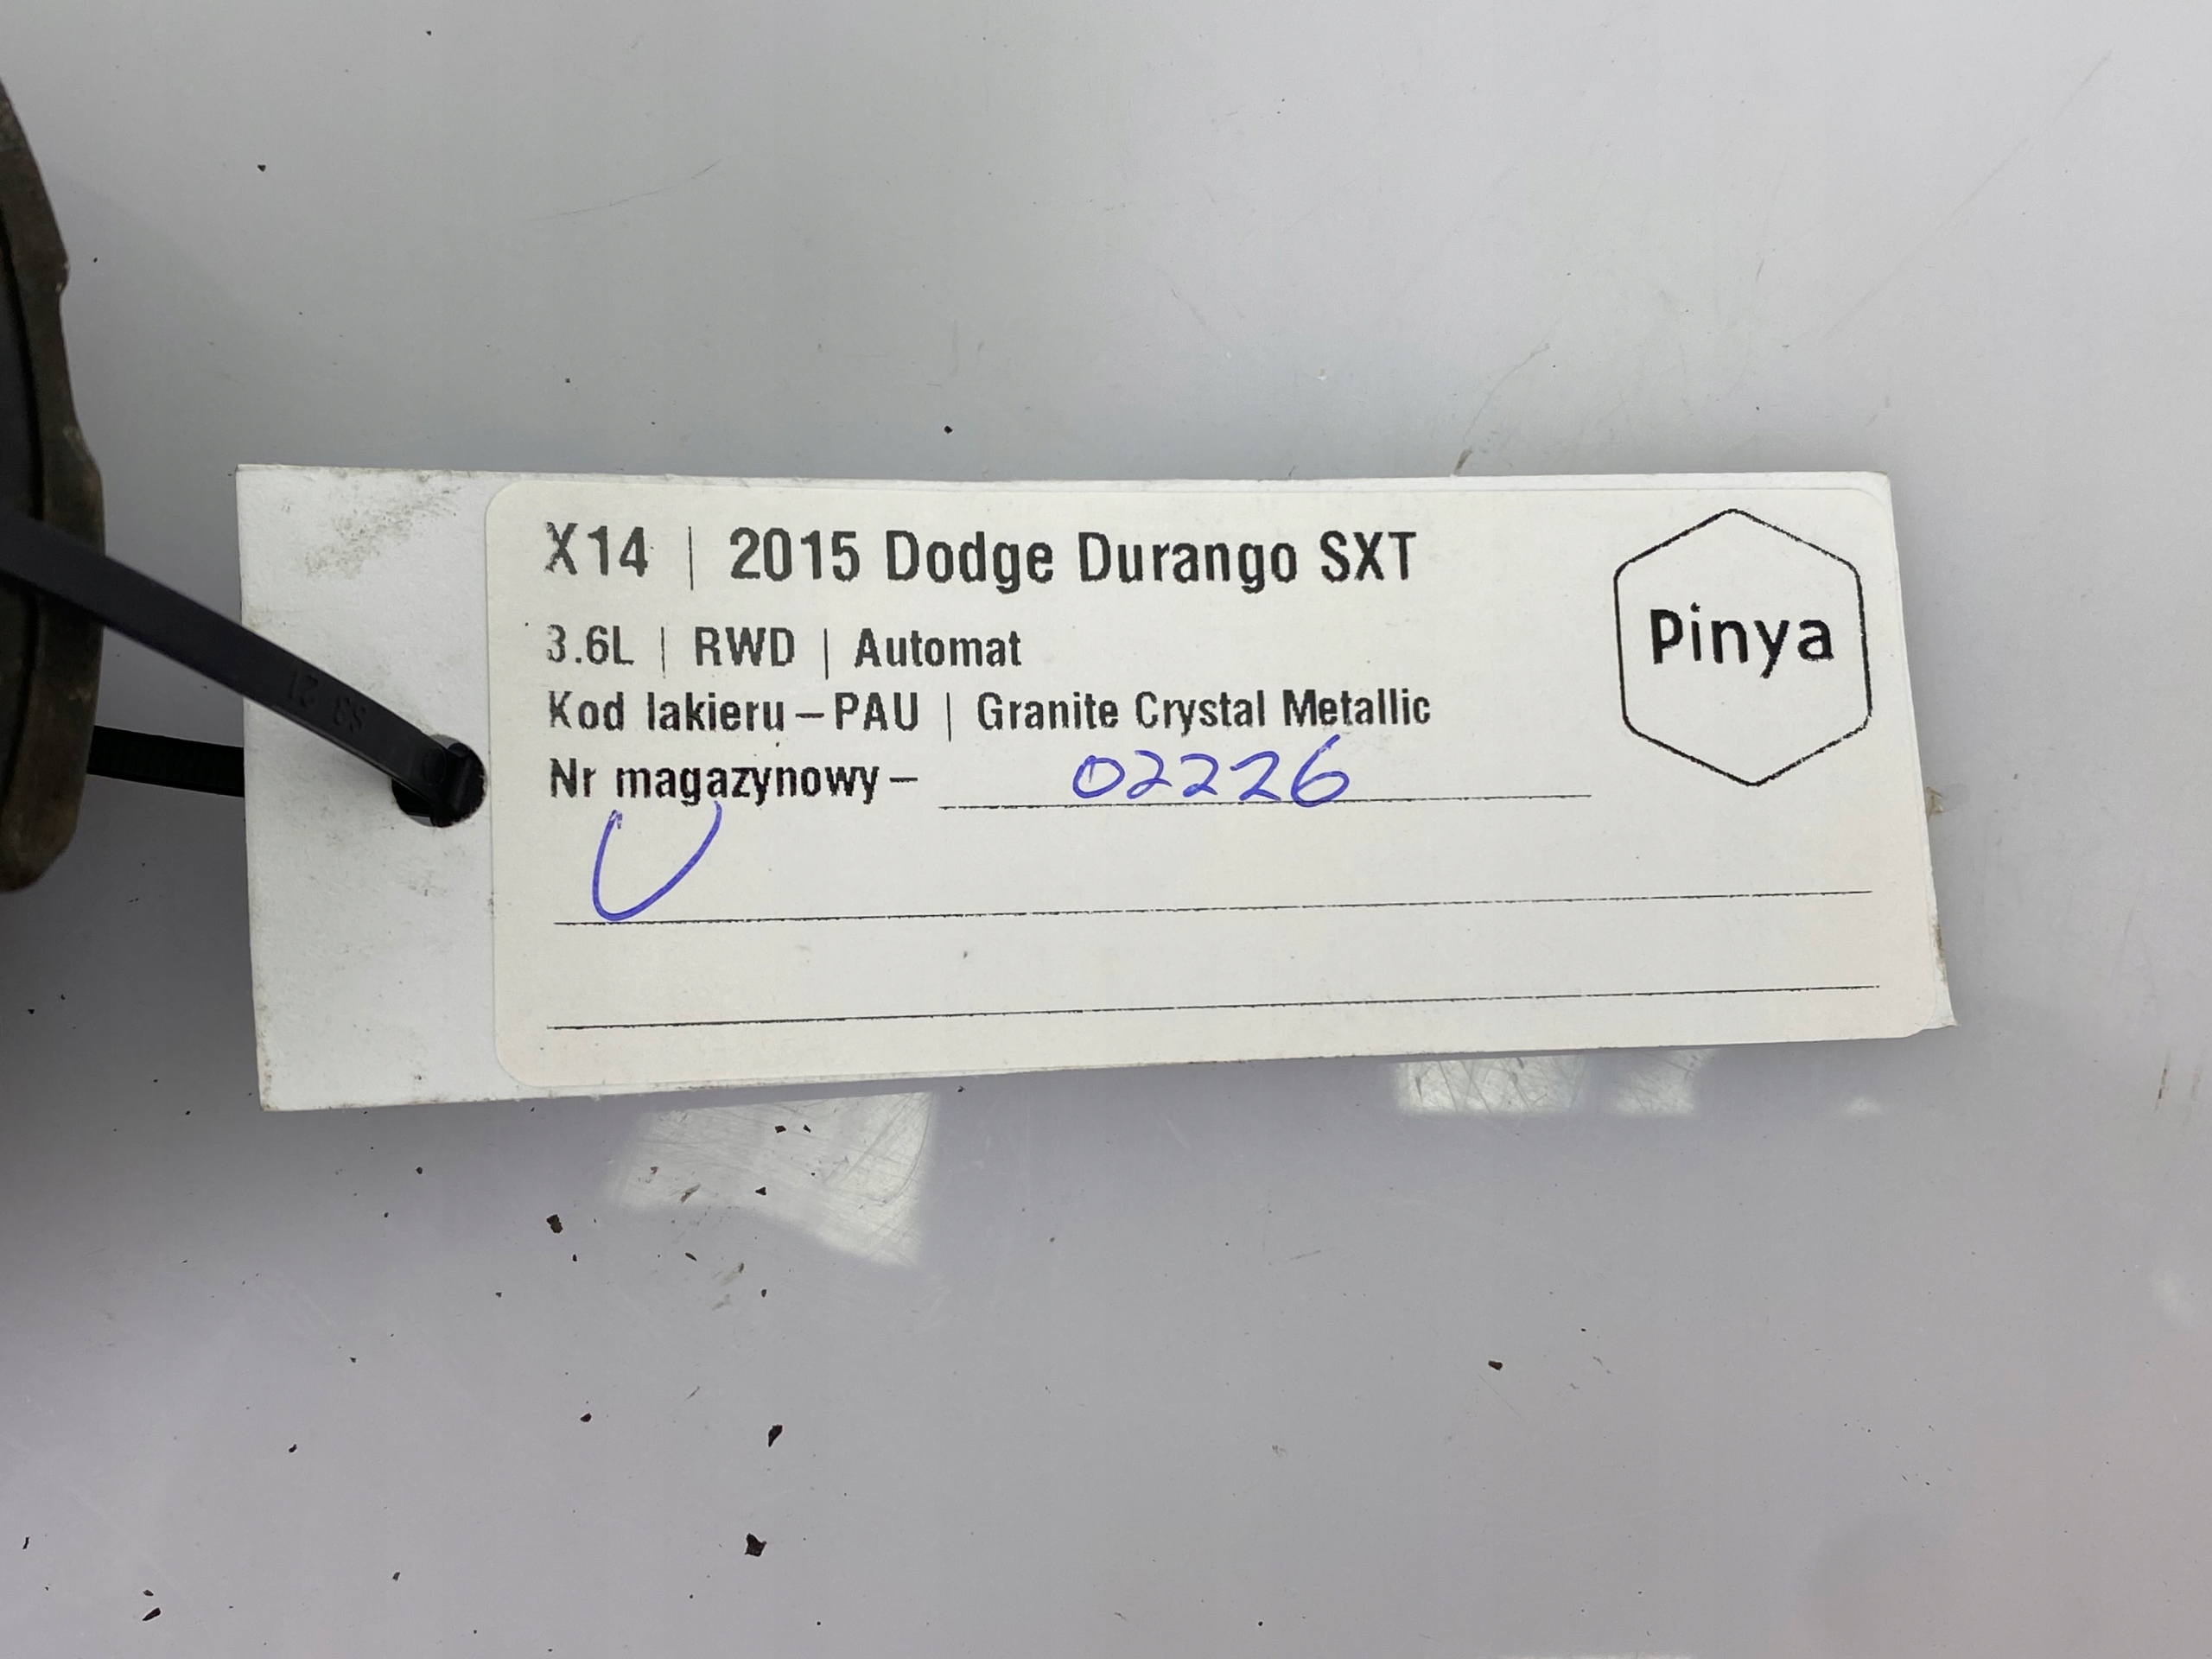 X14 | 2015 Dodge Durango SXT
3.6L | RWD | Automat
Kod lakieru – PAU | Granite Crystal Metallic
Nr magazynowy – 02226
U
Pinya